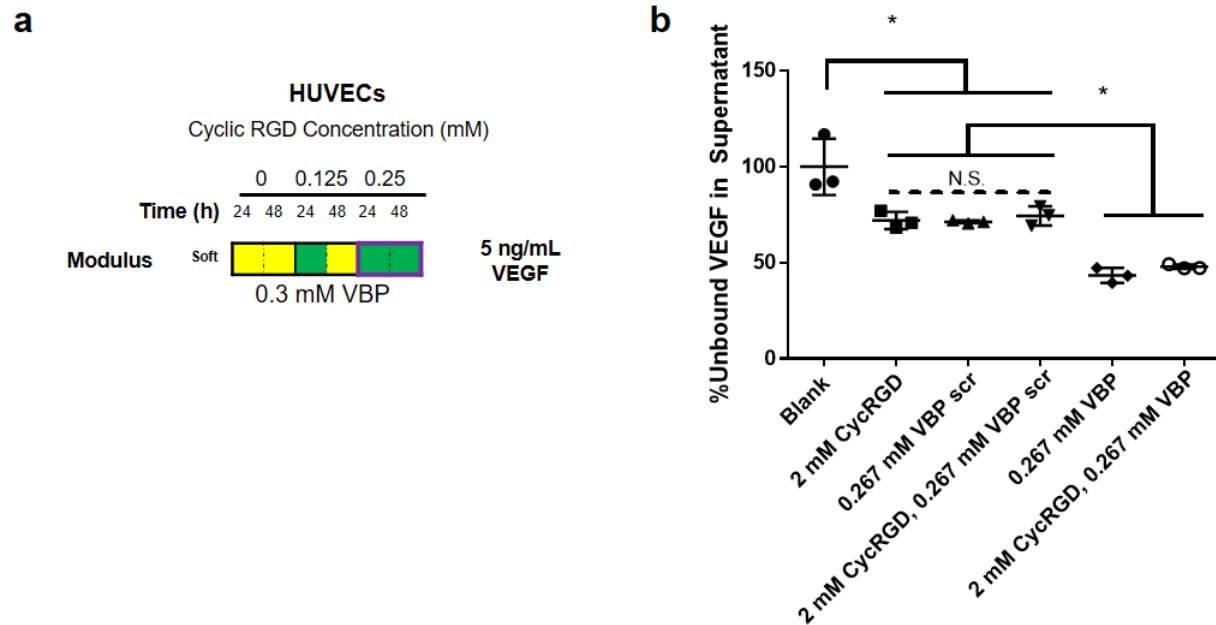 a
HUVECs
Cyclic RGD Concentration (mM)
0 0.125 0.25
Time (h) 24 48 24 48 24 48
Modulus Soft
0.3 mM VBP
5 ng/mL
VEGF
b
%Unbound VEGF in Supernatant
150
100
50
0
*
*
N.S.
Blank
2 mM CycRGD
0.267 mM VBP scr
2 mM CycRGD, 0.267 mM VBP scr
0.267 mM VBP
2 mM CycRGD, 0.267 mM VBP